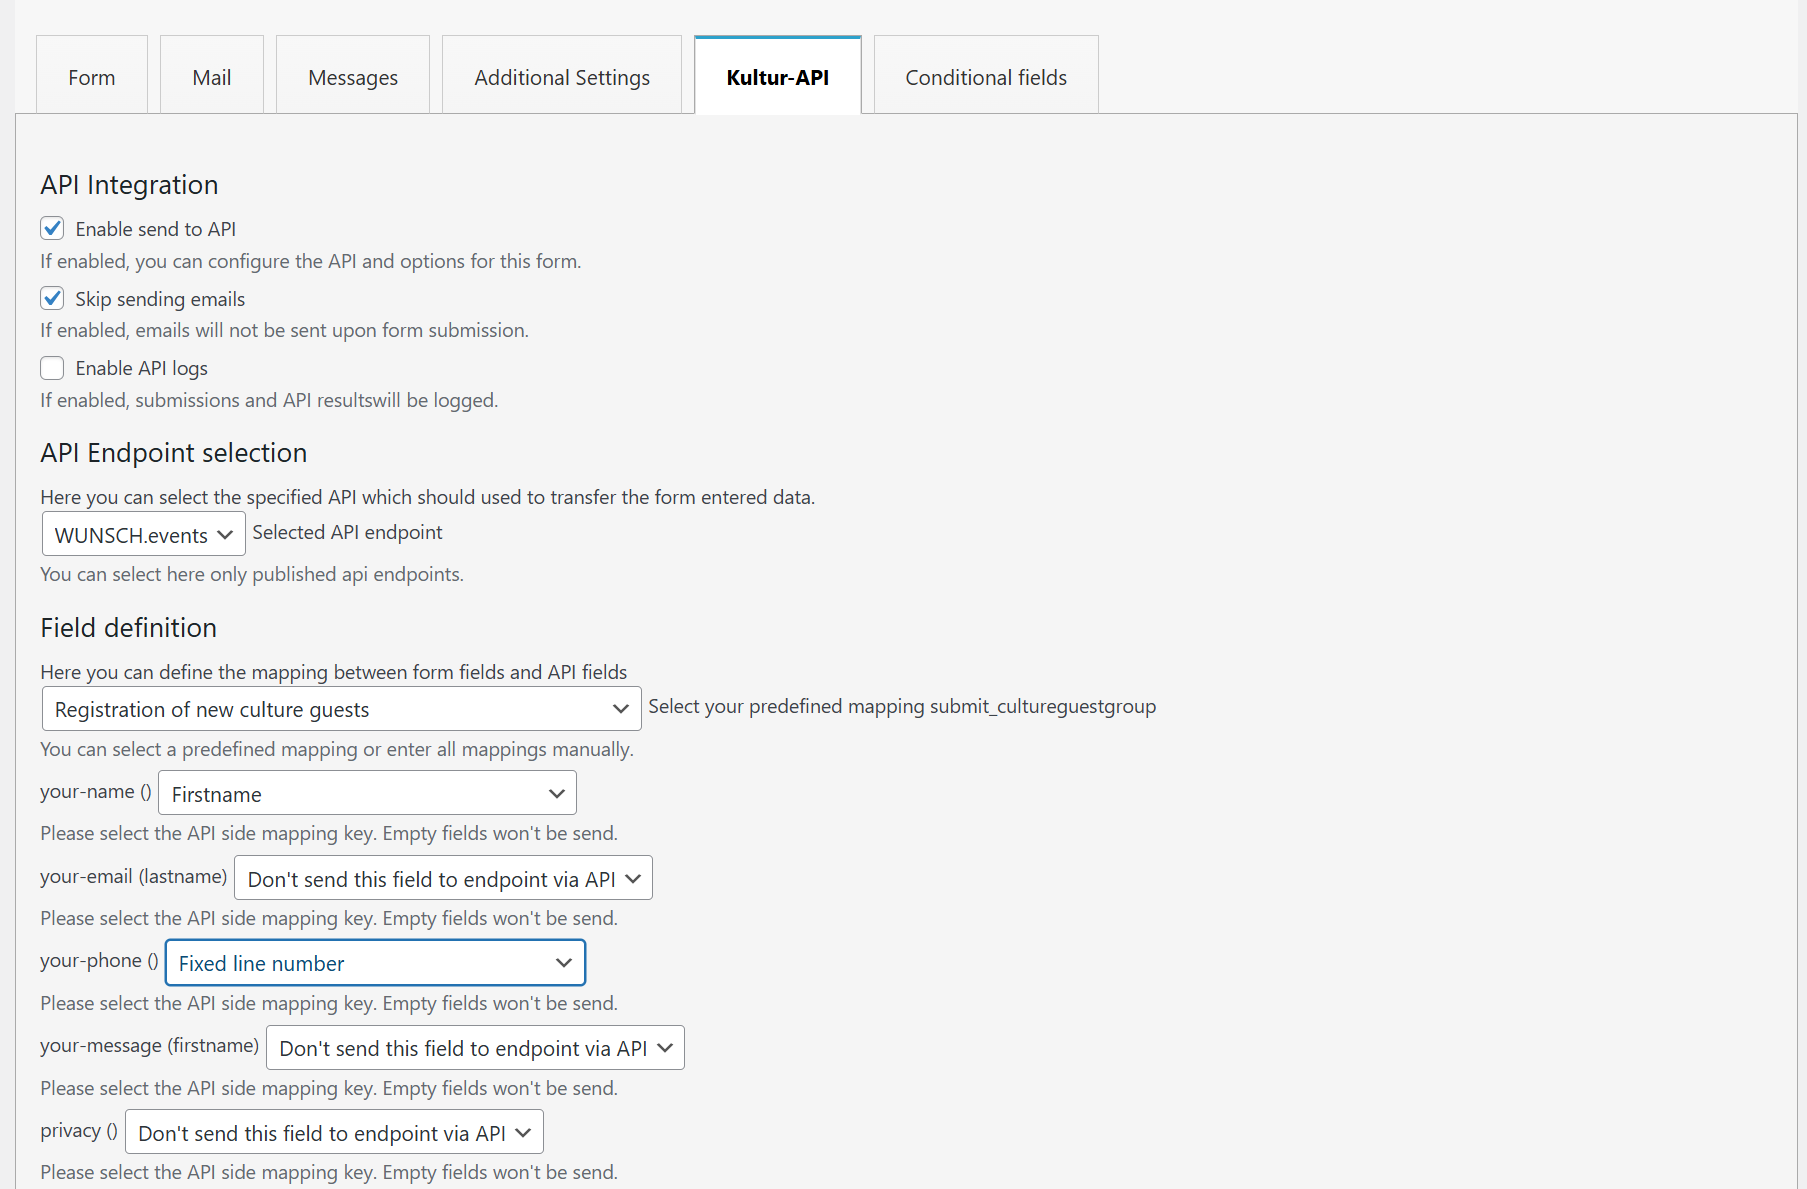 Form Mail Messages Additional Settings Kultur-API Conditional fields
API Integration
Enable send to API
If enabled, you can configure the API and options for this form.
Skip sending emails
If enabled, emails will not be sent upon form submission.
Enable API logs
If enabled, submissions and API resultswill be logged.
API Endpoint selection
Here you can select the specified API which should used to transfer the form entered data.
WUNSCH.events Selected API endpoint
You can select here only published api endpoints.
Field definition
Here you can define the mapping between form fields and API fields
Registration of new culture guests Select your predefined mapping submit_cultureguestgroup
You can select a predefined mapping or enter all mappings manually.
your-name () Firstname
Please select the API side mapping key. Empty fields won't be send.
your-email (lastname) Don't send this field to endpoint via API
Please select the API side mapping key. Empty fields won't be send.
your-phone () Fixed line number
Please select the API side mapping key. Empty fields won't be send.
your-message (firstname) Don't send this field to endpoint via API
Please select the API side mapping key. Empty fields won't be send.
privacy () Don't send this field to endpoint via API
Please select the API side mapping key. Empty fields won't be send.